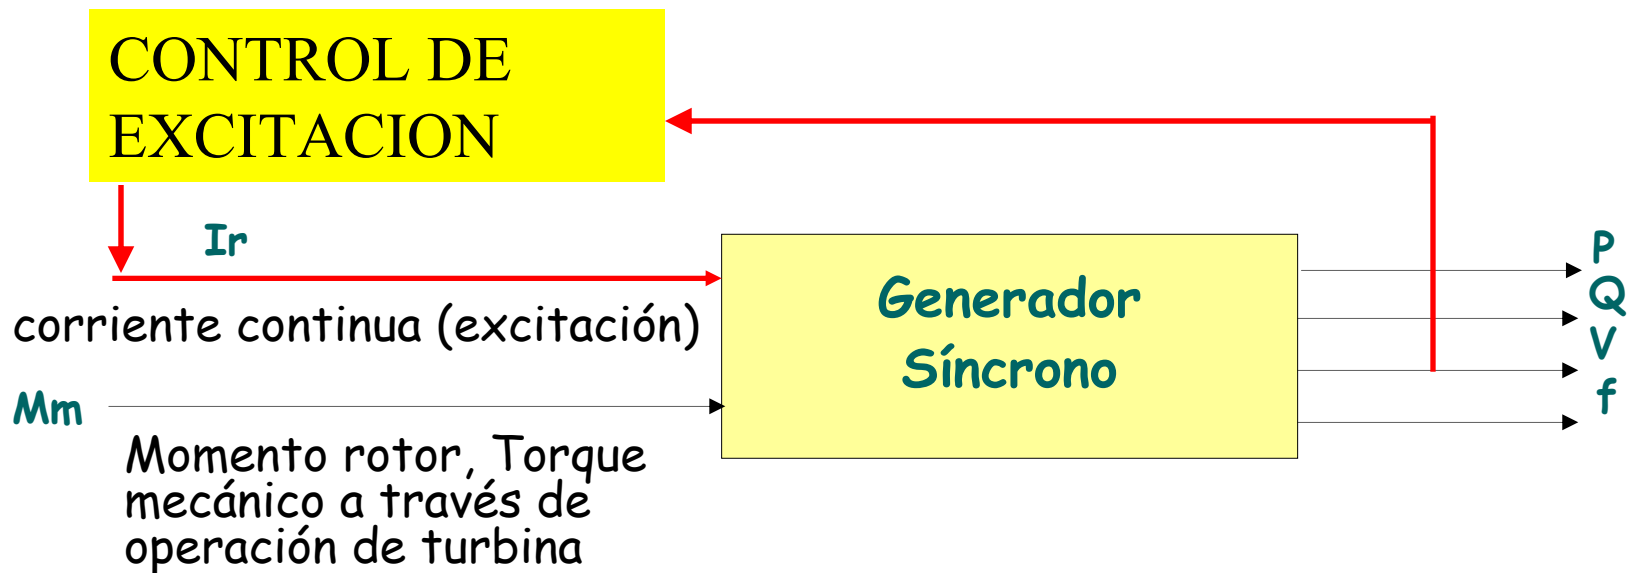 CONTROL DE
EXCITACION
Ir
corriente continua (excitación)
Mm
Momento rotor, Torque
mecánico a través de
operación de turbina
Generador
Síncrono
P
Q
V
f